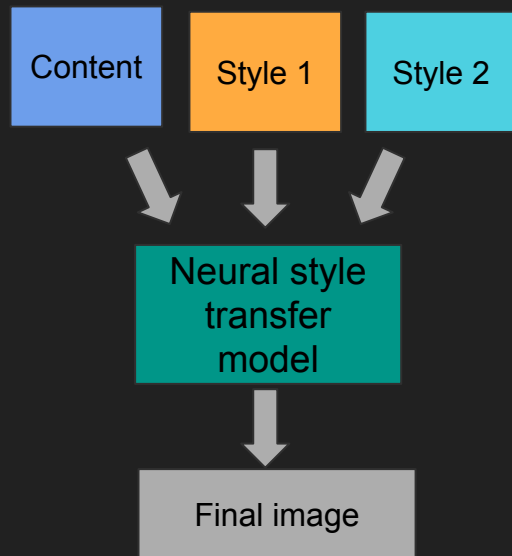 Content
Style 1
Style 2
Neural style
transfer
model
Final image